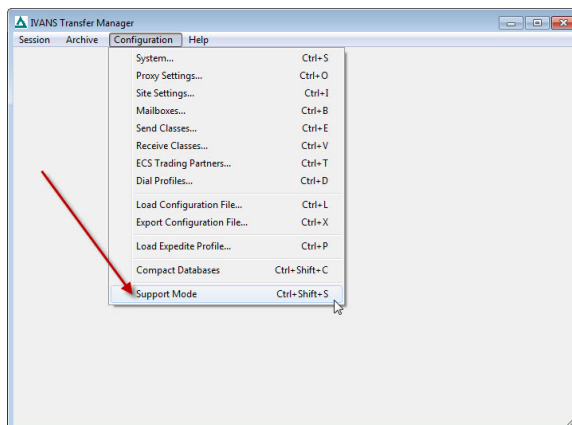 IVANS Transfer Manager
Session Archive Configuration Help
System... Ctrl+S
Proxy Settings... Ctrl+O
Site Settings... Ctrl+I
Mailboxes... Ctrl+B
Send Classes... Ctrl+E
Receive Classes... Ctrl+V
ECS Trading Partners... Ctrl+T
Dial Profiles... Ctrl+D
Load Configuration File... Ctrl+L
Export Configuration File... Ctrl+X
Load Expedite Profile... Ctrl+P
Compact Databases Ctrl+Shift+C
Support Mode Ctrl+Shift+S